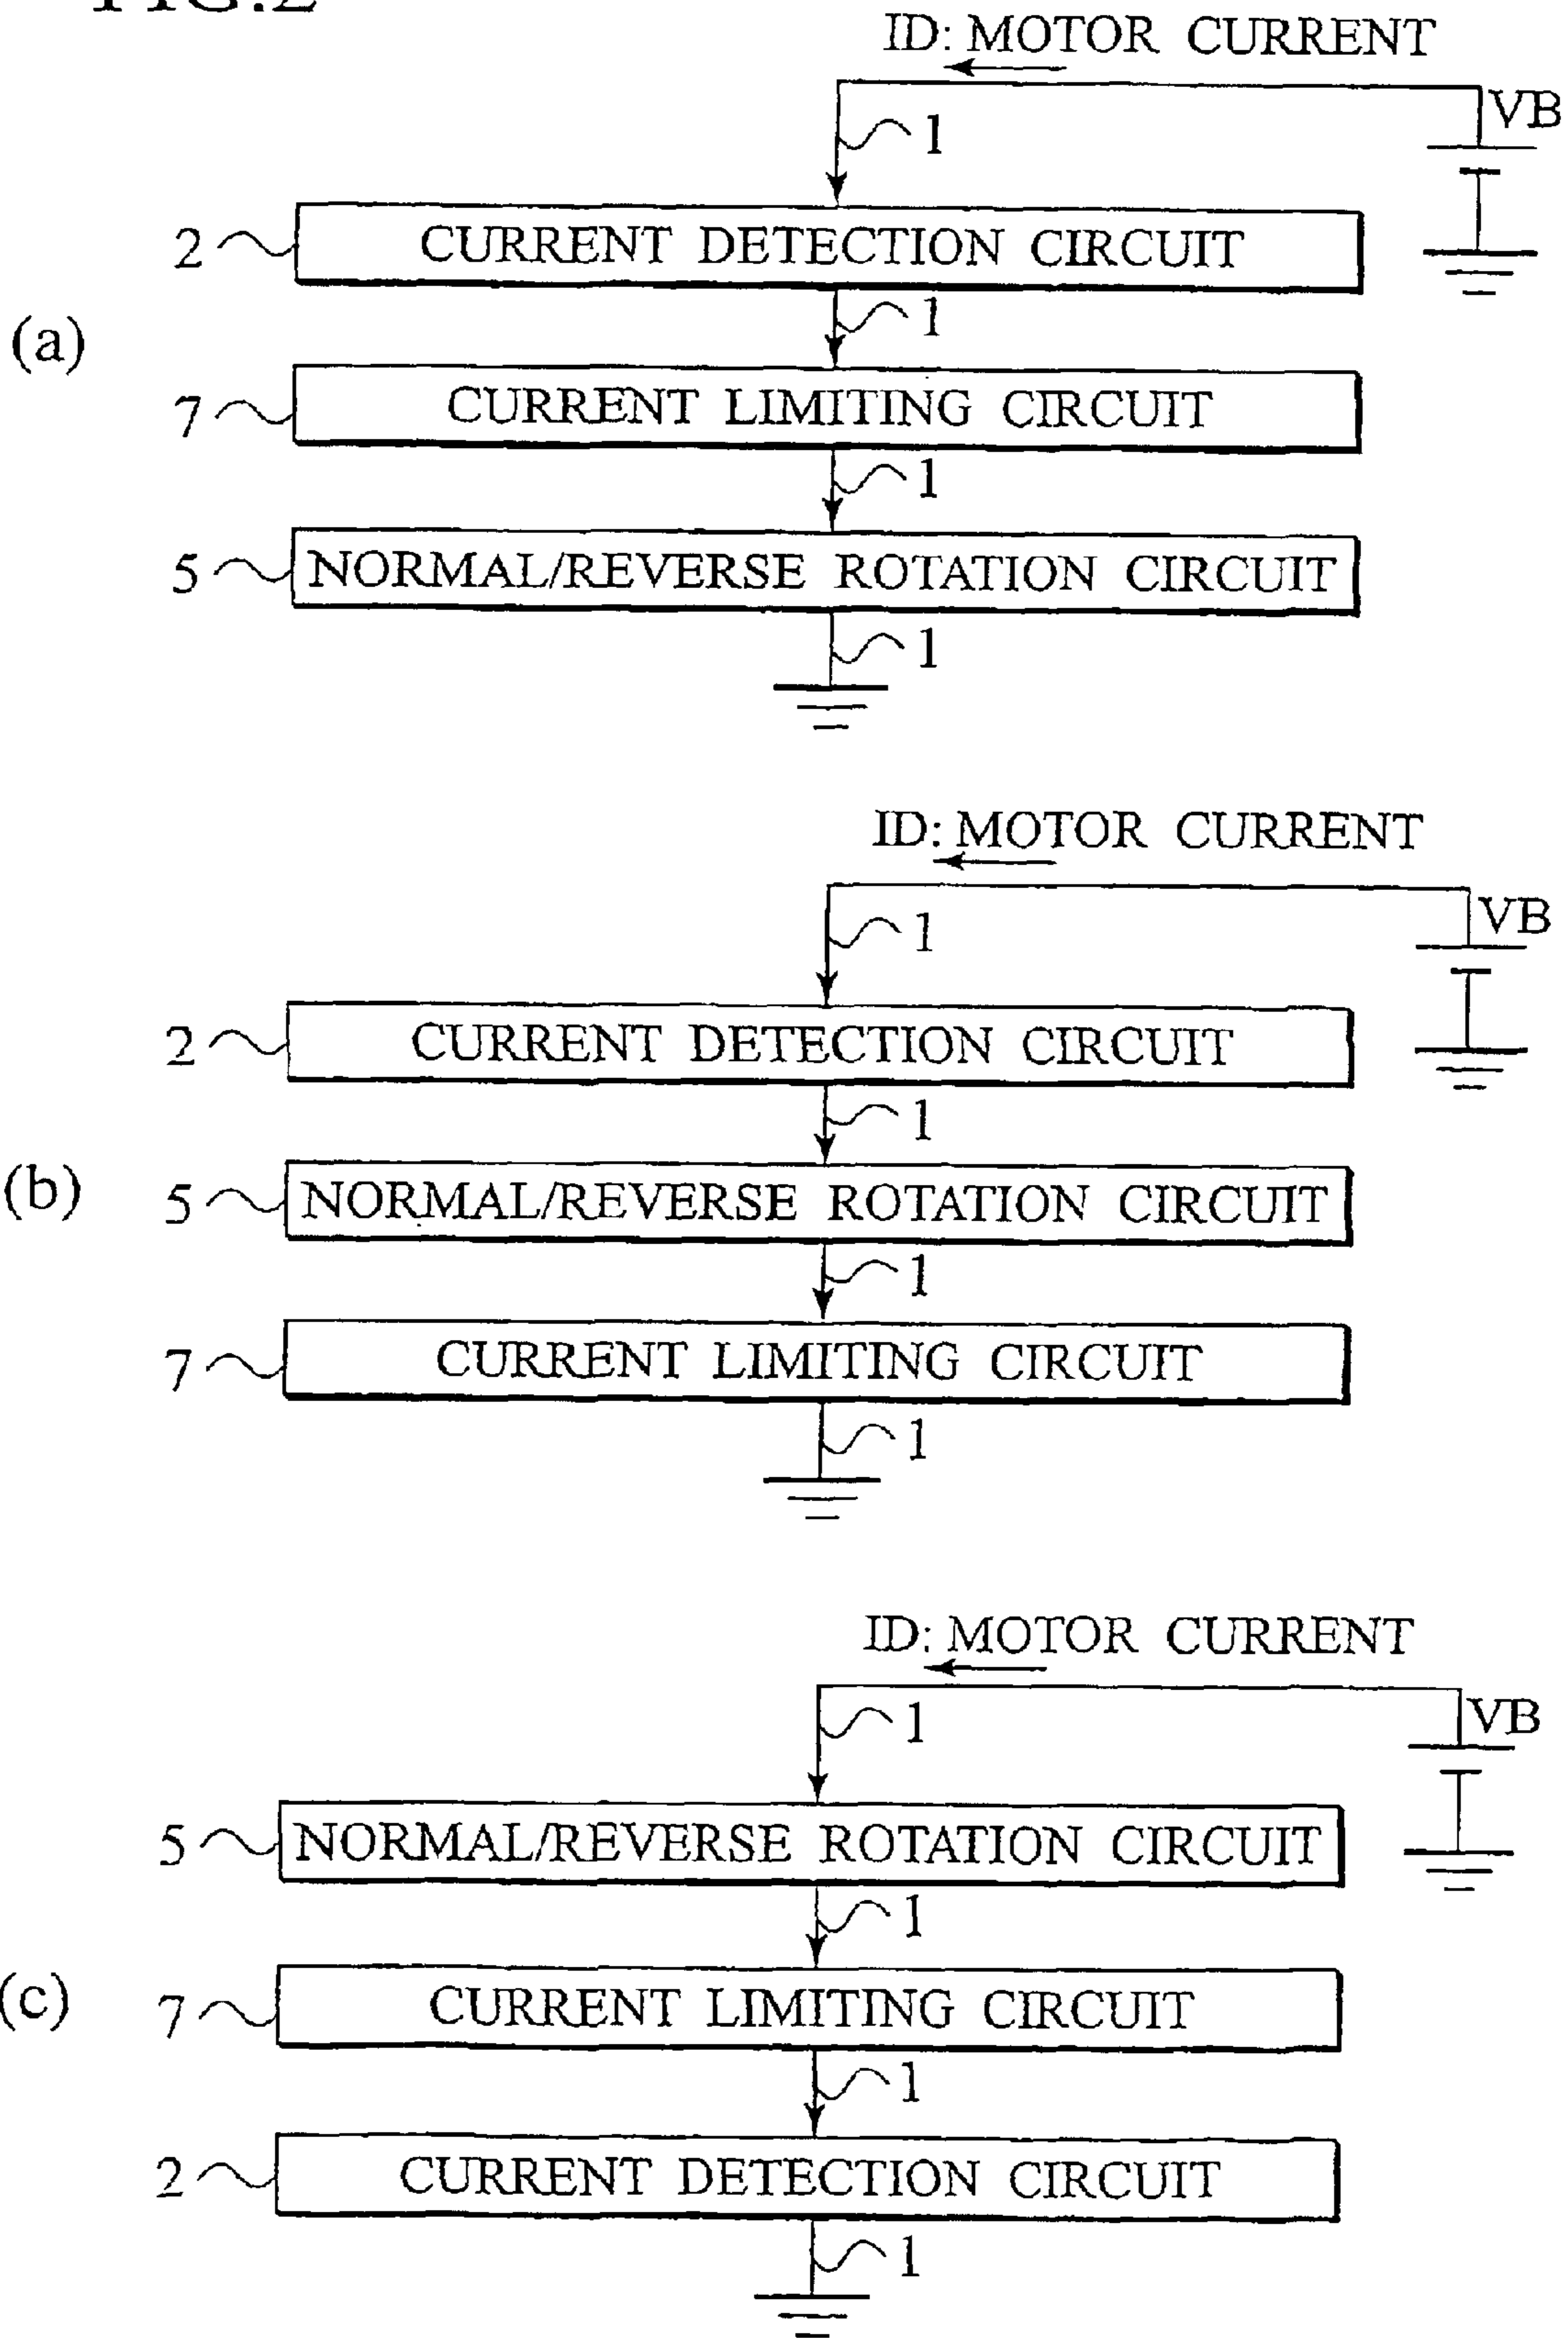 FIG.2
ID: MOTOR CURRENT
VB
1
2 CURRENT DETECTION CIRCUIT
1
(a)
7 CURRENT LIMITING CIRCUIT
1
5 NORMAL/REVERSE ROTATION CIRCUIT
1
ID: MOTOR CURRENT
VB
1
2 CURRENT DETECTION CIRCUIT
1
(b)
5 NORMAL/REVERSE ROTATION CIRCUIT
1
7 CURRENT LIMITING CIRCUIT
1
ID: MOTOR CURRENT
VB
1
5 NORMAL/REVERSE ROTATION CIRCUIT
1
(c)
7 CURRENT LIMITING CIRCUIT
1
2 CURRENT DETECTION CIRCUIT
1